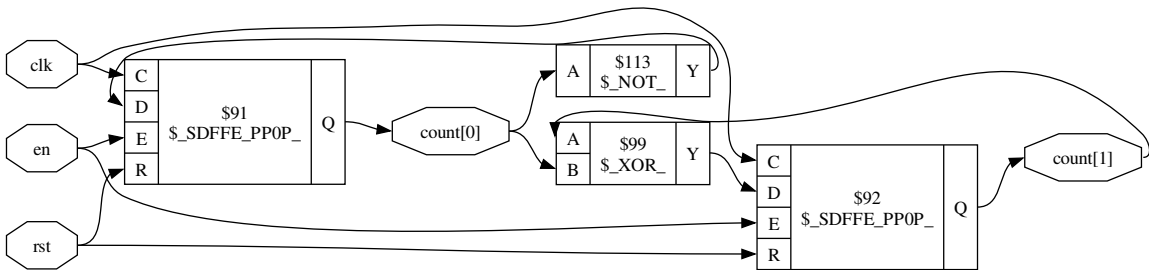 clk
en
rst
C
D
E
R
$91
$_SDFFE_PP0P_
Q
count[0]
A
$113
$_NOT_
Y
A
B
$99
$_XOR_
Y
C
D
E
R
$92
$_SDFFE_PP0P_
Q
count[1]